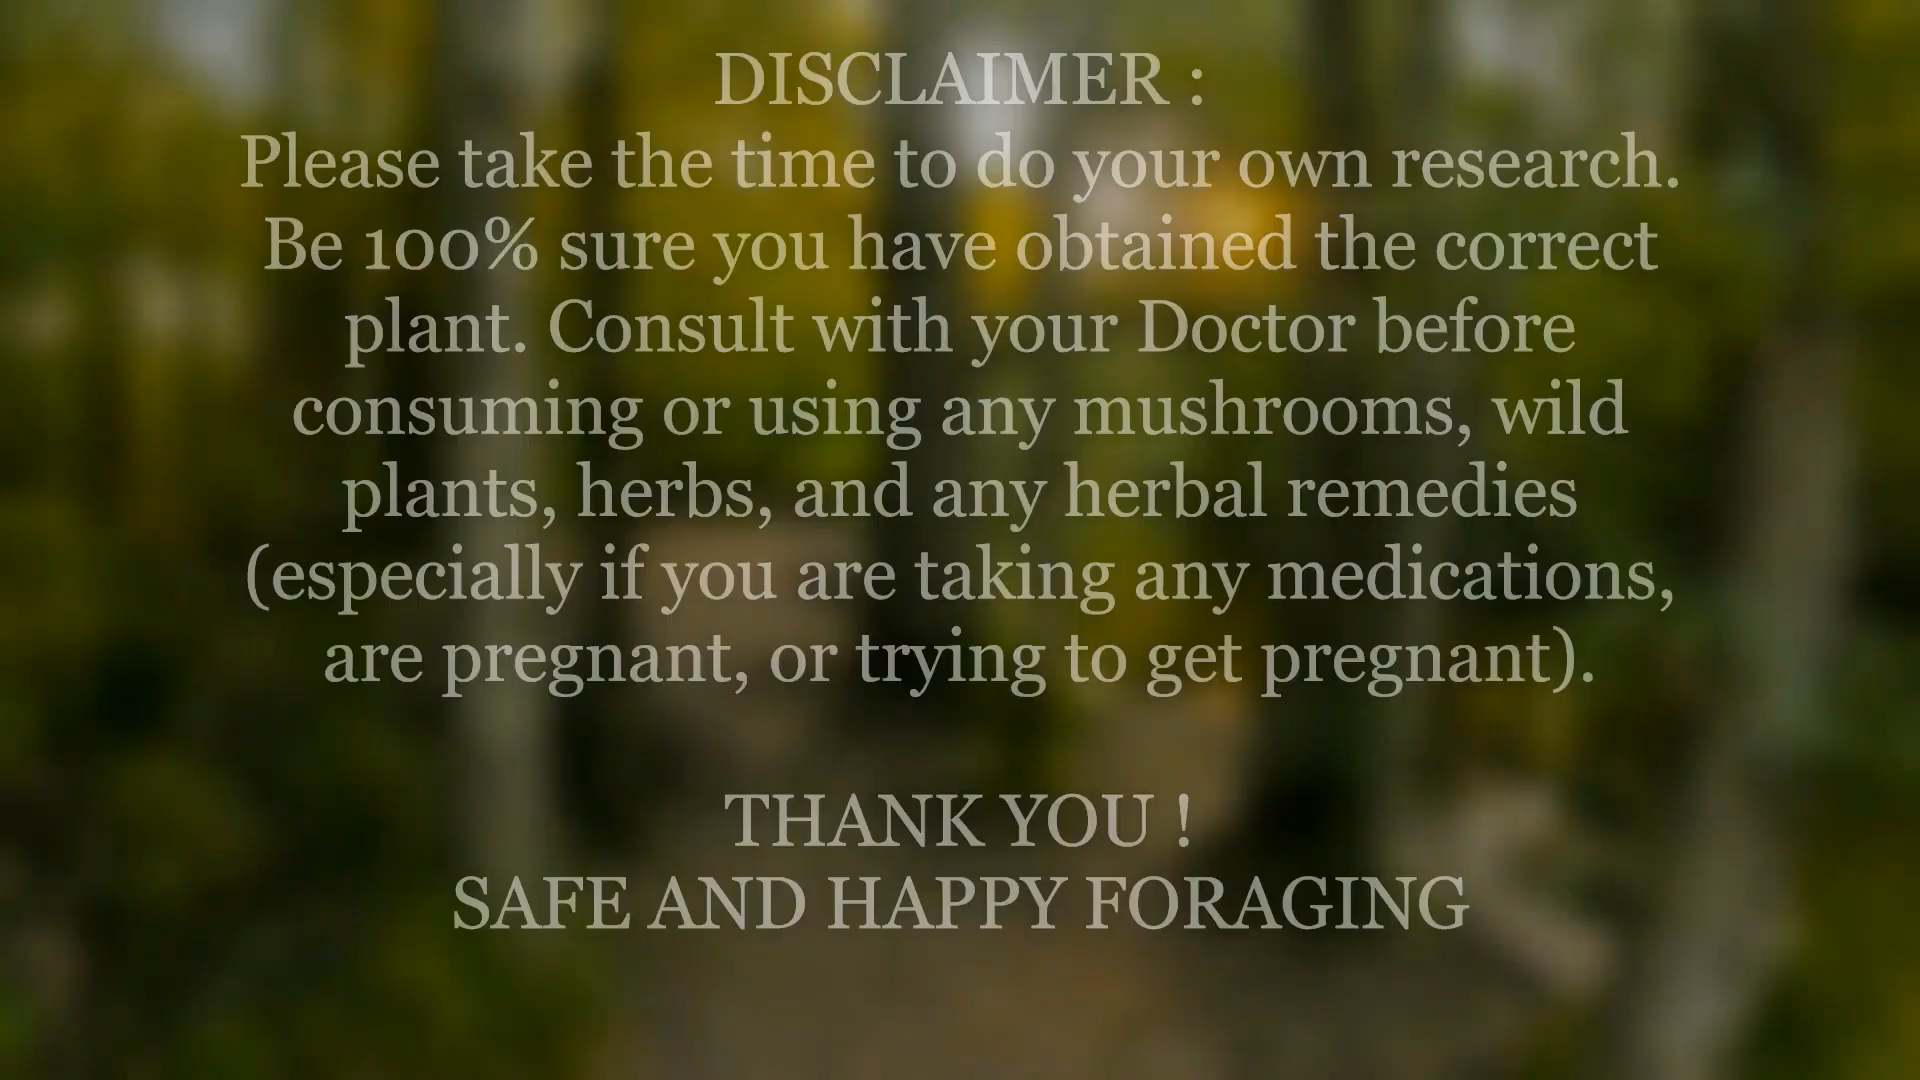 DISCLAIMER :
Please take the time to do your own research.
Be 100% sure you have obtained the correct
plant. Consult with your Doctor before
consuming or using any mushrooms, wild
plants, herbs, and any herbal remedies
(especially if you are taking any medications,
are pregnant, or trying to get pregnant).
THANK YOU !
SAFE AND HAPPY FORAGING